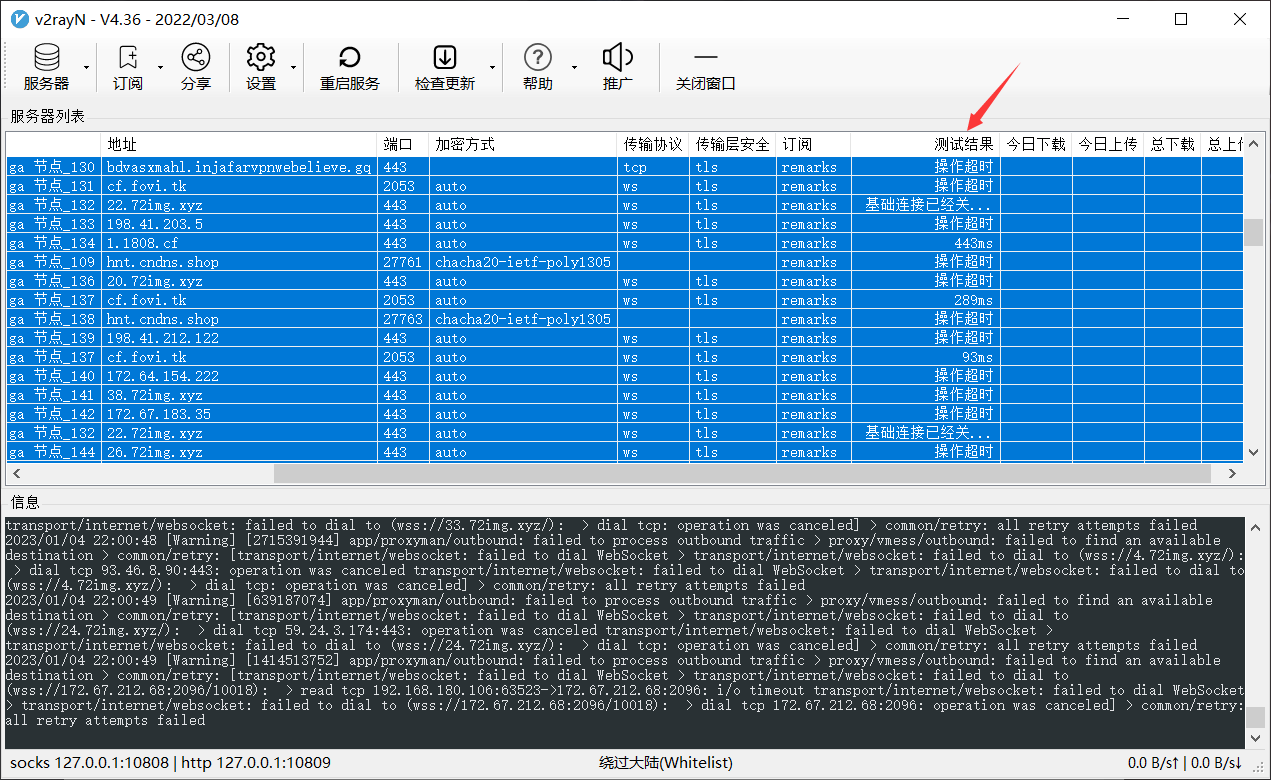 v2rayN - V4.36 - 2022/03/08
服务器 订阅 分享 设置 重启服务 检查更新 帮助 推广 关闭窗口
服务器列表
地址 端口 加密方式 传输协议 传输层安全 订阅 测试结果 今日下载 今日上传 总下载
ga 节点_130 bdvasxmahl.injafarvpnwebelieve.gq 443 tcp tls remarks 操作超时
ga 节点_131 cf.fovi.tk 2053 auto ws tls remarks 操作超时
ga 节点_132 22.72img.xyz 443 auto ws tls remarks 基础连接已经关...
ga 节点_133 198.41.203.5 443 auto ws tls remarks 操作超时
ga 节点_134 1.1808.cf 443 auto ws tls remarks 443ms
ga 节点_109 hnt.cndns.shop 27761 chacha20-ietf-poly1305 remarks 操作超时
ga 节点_136 20.72img.xyz 443 auto ws tls remarks 操作超时
ga 节点_137 cf.fovi.tk 2053 auto ws tls remarks 289ms
ga 节点_138 hnt.cndns.shop 27763 chacha20-ietf-poly1305 remarks 操作超时
ga 节点_139 198.41.212.122 443 auto ws tls remarks 操作超时
ga 节点_137 cf.fovi.tk 2053 auto ws tls remarks 93ms
ga 节点_140 172.64.154.222 443 auto ws tls remarks 操作超时
ga 节点_141 38.72img.xyz 443 auto ws tls remarks 操作超时
ga 节点_142 172.67.183.35 443 auto ws tls remarks 操作超时
ga 节点_132 22.72img.xyz 443 auto ws tls remarks 基础连接已经关...
ga 节点_144 26.72img.xyz 443 auto ws tls remarks 操作超时
信息
transport/internet/websocket: failed to dial to (wss://33.72img.xyz/):  > dial tcp: operation was canceled] > common/retry: all retry attempts failed
2023/01/04 22:00:48 [Warning] [2715391944] app/proxyman/outbound: failed to process outbound traffic > proxy/vmess/outbound: failed to find an available
destination > common/retry: [transport/internet/websocket: failed to dial WebSocket > transport/internet/websocket: failed to dial to (wss://4.72img.xyz/):
> dial tcp 93.46.8.90:443: operation was canceled transport/internet/websocket: failed to dial WebSocket > transport/internet/websocket: failed to dial to
(wss://4.72img.xyz/):  > dial tcp: operation was canceled] > common/retry: all retry attempts failed
2023/01/04 22:00:49 [Warning] [639187074] app/proxyman/outbound: failed to process outbound traffic > proxy/vmess/outbound: failed to find an available
destination > common/retry: [transport/internet/websocket: failed to dial WebSocket > transport/internet/websocket: failed to dial to
(wss://24.72img.xyz/):  > dial tcp 59.24.3.174:443: operation was canceled transport/internet/websocket: failed to dial WebSocket >
transport/internet/websocket: failed to dial to (wss://24.72img.xyz/):  > dial tcp: operation was canceled] > common/retry: all retry attempts failed
2023/01/04 22:00:49 [Warning] [1414513752] app/proxyman/outbound: failed to process outbound traffic > proxy/vmess/outbound: failed to find an available
destination > common/retry: [transport/internet/websocket: failed to dial WebSocket > transport/internet/websocket: failed to dial to
(wss://172.67.212.68:2096/10018):  > read tcp 192.168.180.106:63523->172.67.212.68:2096: i/o timeout transport/internet/websocket: failed to dial WebSocket
> transport/internet/websocket: failed to dial to (wss://172.67.212.68:2096/10018):  > dial tcp 172.67.212.68:2096: operation was canceled] > common/retry:
all retry attempts failed
socks 127.0.0.1:10808 | http 127.0.0.1:10809 绕过大陆(Whitelist) 0.0 B/s↑ | 0.0 B/s↓